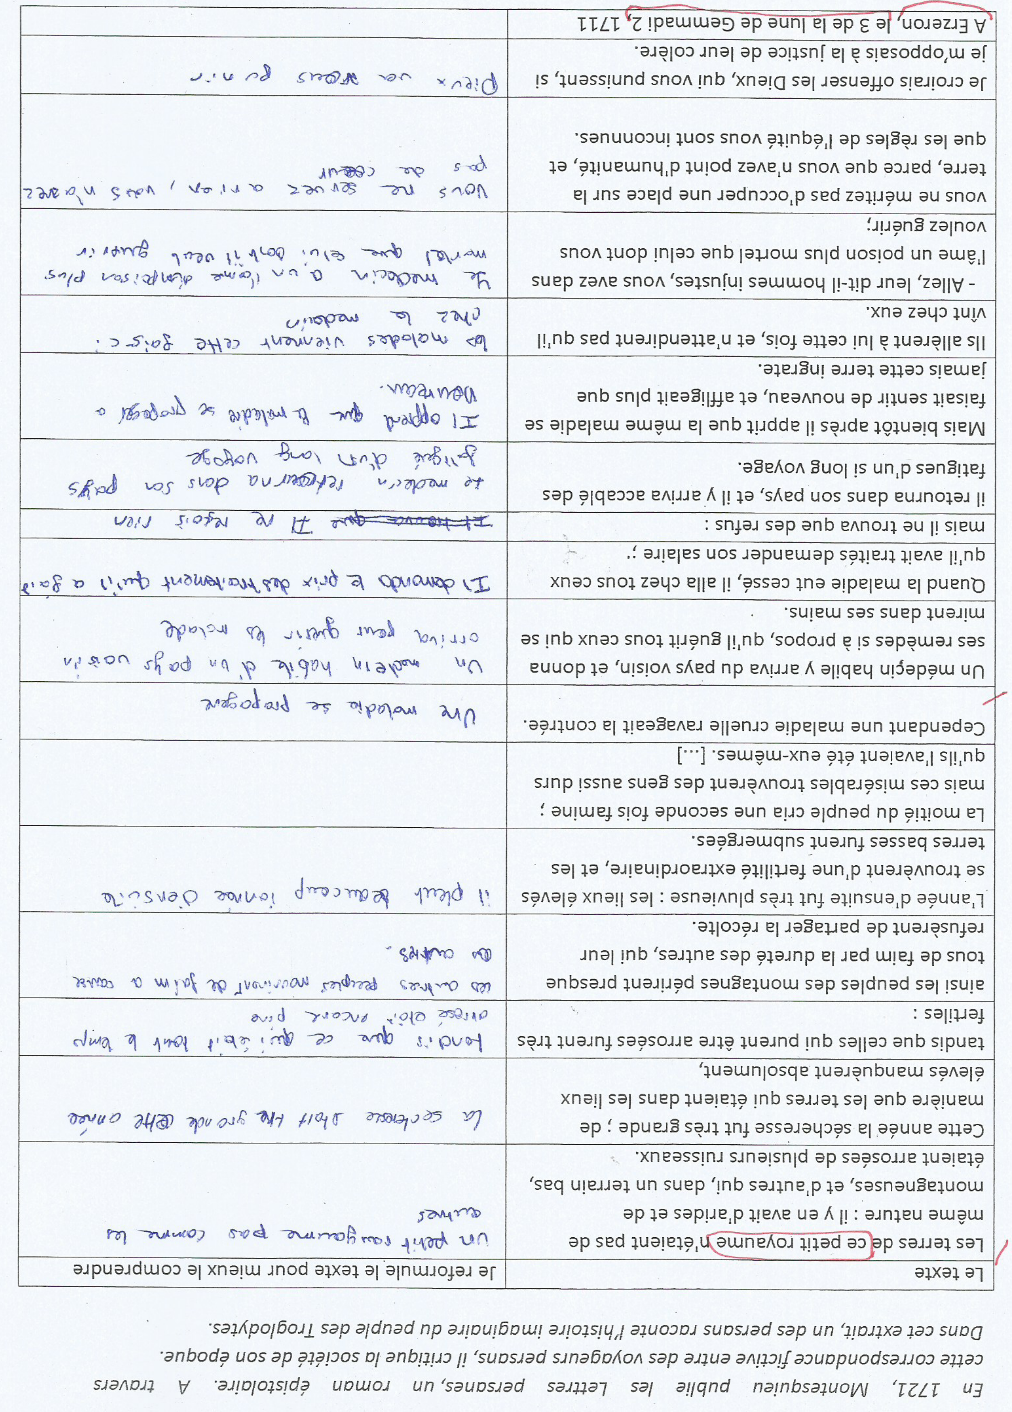 En 1721, Montesquieu publie les Lettres persanes, un roman épistolaire. A travers
cette correspondance fictive entre des voyageurs persans, il critique la société de son époque.
Dans cet extrait, un des persans raconte l'histoire imaginaire du peuple des Troglodytes.
Le texte
Je reformule le texte pour mieux le comprendre
Les terres de ce petit royaume n'étaient pas de
même nature : il y en avait d'arides et de
montagneuses, et d'autres qui, dans un terrain bas,
étaient arrosées de plusieurs ruisseaux.
un petit rouyaume pas comme les
autres
Cette année la sécheresse fut très grande ; de
manière que les terres qui étaient dans les lieux
élevés manquèrent absolument,
La secherese etait tre grande cette année
tandis que celles qui purent être arrosées furent très
fertiles :
tandis que ce qui était tout le temp
arrosé etait encore pire
ainsi les peuples des montagnes périrent presque
tous de faim par la dureté des autres, qui leur
refusèrent de partager la récolte.
les autres peuples mouriront de faim a cause
des autres.
L'année d'ensuite fut très pluvieuse : les lieux élevés
se trouvèrent d'une fertilité extraordinaire, et les
terres basses furent submergées.
il pleut beaucoup l'année d'ensuite
La moitié du peuple cria une seconde fois famine ;
mais ces misérables trouvèrent des gens aussi durs
qu'ils l'avaient été eux-mêmes. [...]
Cependant une maladie cruelle ravageait la contrée.
Une maladie se propagere
Un médeçin habile y arriva du pays voisin, et donna
ses remèdes si à propos, qu'il guérit tous ceux qui se
mirent dans ses mains.
Un medein habile d'un pays voisin
arriva pour guérir les malade
Quand la maladie eut cessé, il alla chez tous ceux
qu'il avait traités demander son salaire ;
Il demanda le prix des traitement qu'il a fait
mais il ne trouva que des refus :
Il trouva que Il ne reçois rien
il retourna dans son pays, et il y arriva accablé des
fatigues d'un si long voyage.
Le medecin retourna dans son pays
fatigué d'un long voyage
Mais bientôt après il apprit que la même maladie se
faisait sentir de nouveau, et affligeait plus que
jamais cette terre ingrate.
Il apprend que la maladie se propage a
nouveau.
Ils allèrent à lui cette fois, et n'attendirent pas qu'il
vînt chez eux.
les malades viennent cette fois-ci
chez le medecin
- Allez, leur dit-il hommes injustes, vous avez dans
l'âme un poison plus mortel que celui dont vous
voulez guérir;
Le medecin a un l'ame d'empoison plus
mortel que celui dont il veut guérir
vous ne méritez pas d'occuper une place sur la
terre, parce que vous n'avez point d'humanité, et
que les règles de l'équité vous sont inconnues.
Vous ne servez a rien, vous n'avez
pas de coeur
Je croirais offenser les Dieux, qui vous punissent, si
je m'opposais à la justice de leur colère.
Dieux va vous punir
A Erzeron, le 3 de la lune de Gemmadi 2, 1711